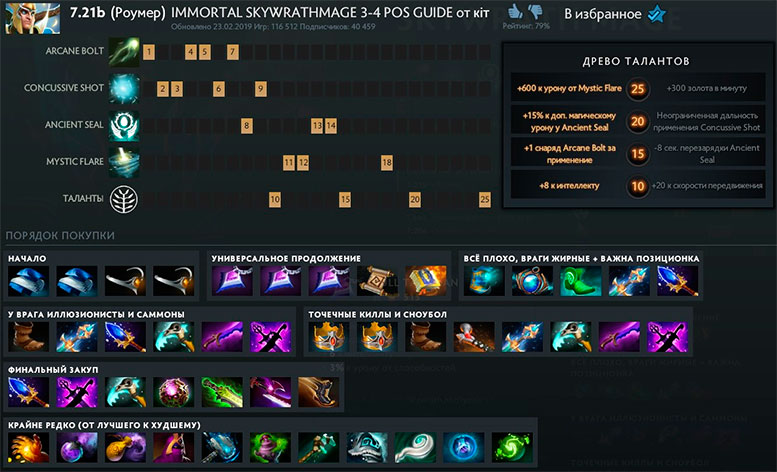 7.21b (Роумер) IMMORTAL SKYWRATHMAGE 3-4 POS GUIDE от кіт
В избранное
Обновлено 23.02.2019 Игр: 116 512 Подписчиков: 40 459
Рейтинг: 79%
ARCANE BOLT 1 4 5 7
CONCUSSIVE SHOT 2 3 6 9
ANCIENT SEAL 8 13 14
MYSTIC FLARE 11 12 18
ТАЛАНТЫ 10 15 20 25
ДРЕВО ТАЛАНТОВ
+600 к урону от Mystic Flare 25 +300 золота в минуту
+15% к доп. магическому урону у Ancient Seal 20 Неограниченная дальность применения Concussive Shot
+1 снаряд Arcane Bolt за применение 15 -8 сек. перезарядки Ancient Seal
+8 к интеллекту 10 +20 к скорости передвижения
ПОРЯДОК ПОКУПКИ
НАЧАЛО
УНИВЕРСАЛЬНОЕ ПРОДОЛЖЕНИЕ
ВСЁ ПЛОХО, ВРАГИ ЖИРНЫЕ + ВАЖНА ПОЗИЦИОНКА
У ВРАГА ИЛЛЮЗИОНИСТЫ И САММОНЫ
ТОЧЕЧНЫЕ КИЛЛЫ И СНОУБОЛ
ФИНАЛЬНЫЙ ЗАКУП
КРАЙНЕ РЕДКО (ОТ ЛУЧШЕГО К ХУДШЕМУ)